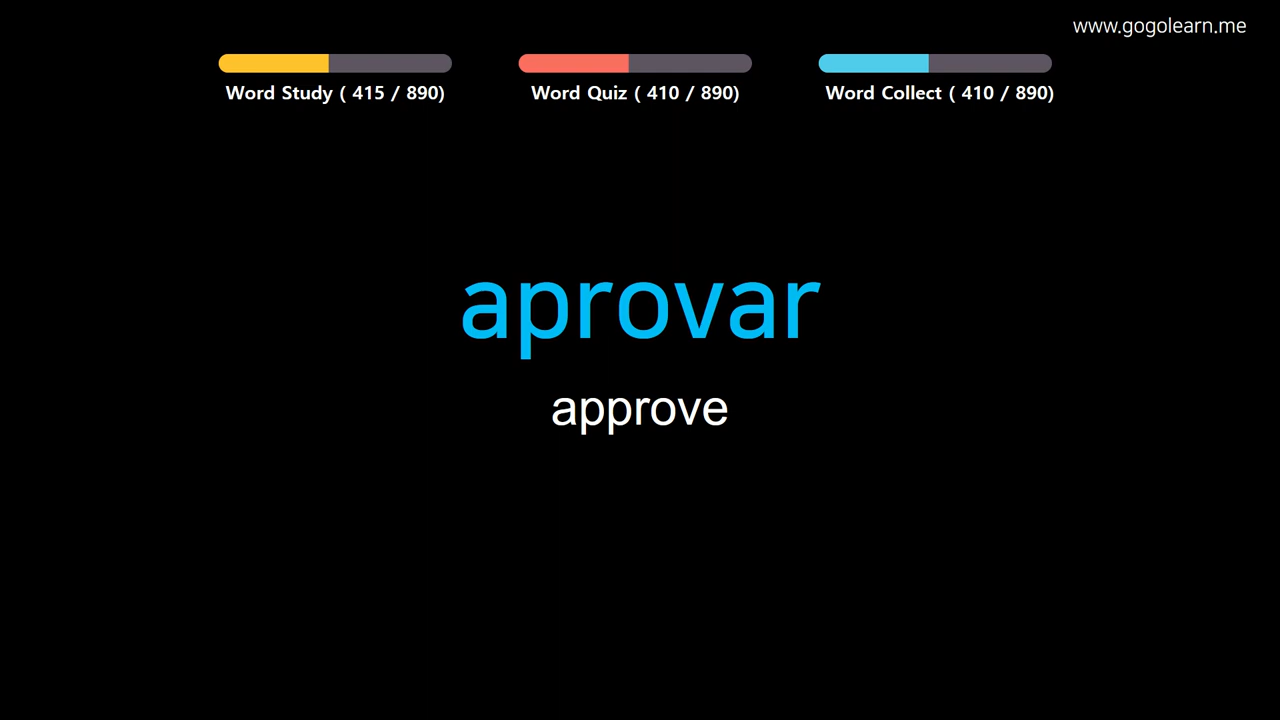 www.gogolearn.me
Word Study ( 415 / 890)
Word Quiz ( 410 / 890)
Word Collect ( 410 / 890)
aprovar
approve